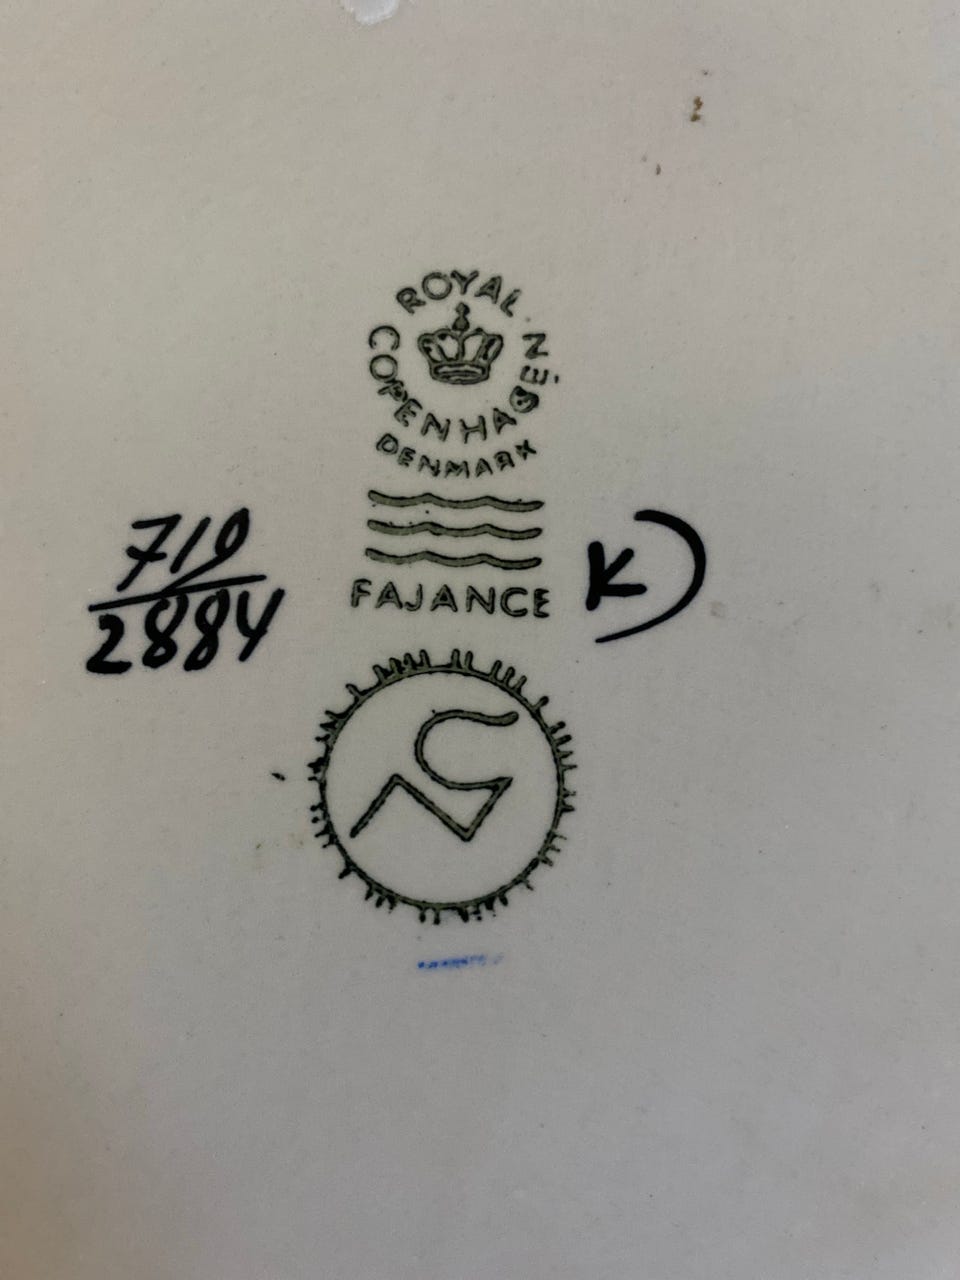 ROYAL
COPENHAGEN
DENMARK
719
2884
K
FAJANCE